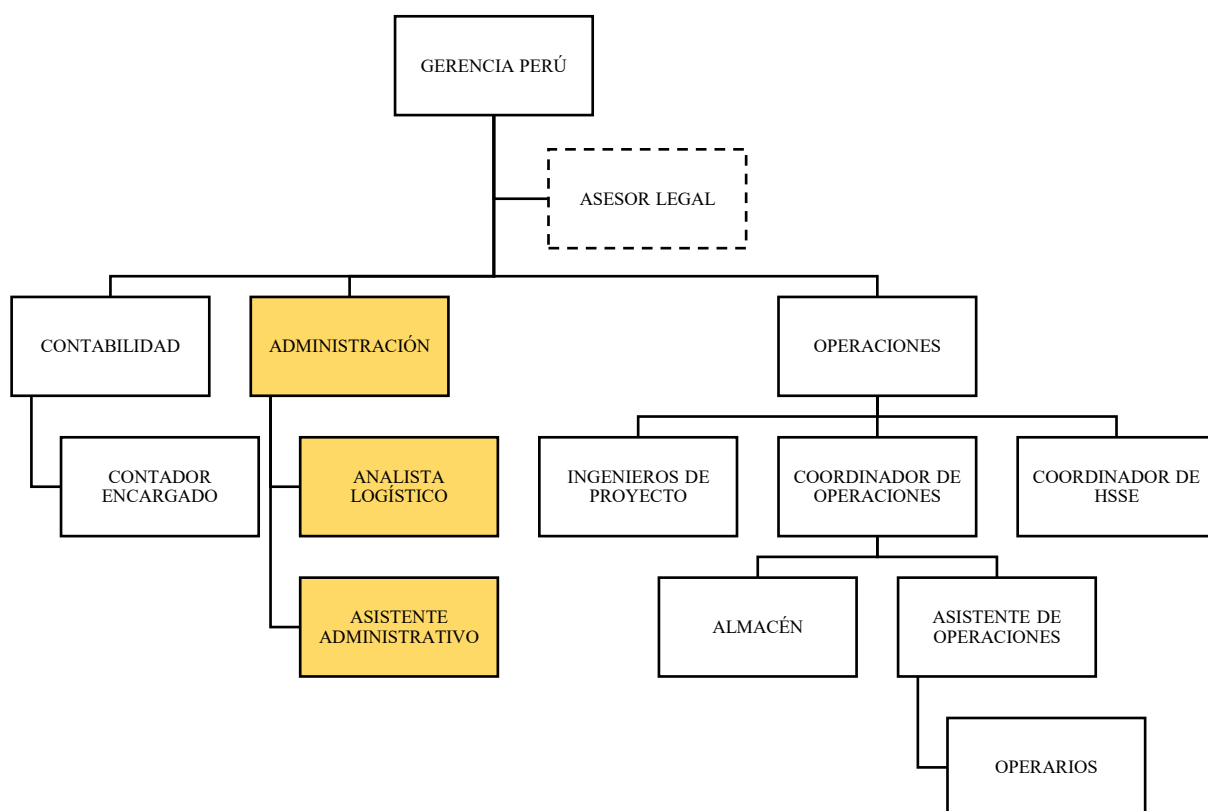 GERENCIA PERÚ
ASESOR LEGAL
CONTABILIDAD
ADMINISTRACIÓN
OPERACIONES
CONTADOR
ENCARGADO
ANALISTA
LOGÍSTICO
INGENIEROS DE
PROYECTO
COORDINADOR DE
OPERACIONES
COORDINADOR DE
HSSE
ASISTENTE
ADMINISTRATIVO
ALMACÉN
ASISTENTE DE
OPERACIONES
OPERARIOS